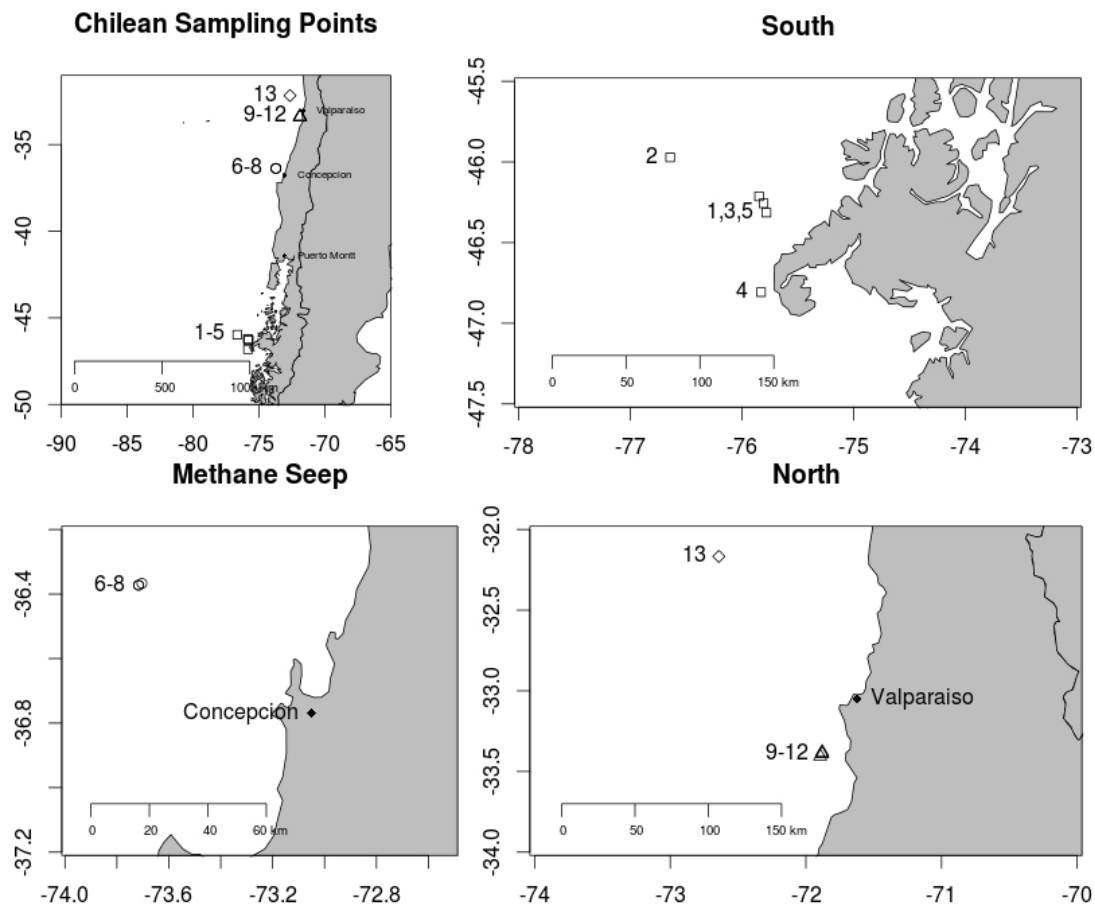 Chilean Sampling Points
13
Valparaiso
9-12
6-8
Concepcion
Puerto Montt
1-5
0 500 1000 km
-35
-40
-45
-50
-90 -85 -80 -75 -70 -65
South
2
1,3,5
4
0 50 100 150 km
-45.5
-46.0
-46.5
-47.0
-47.5
-78 -77 -76 -75 -74 -73
Methane Seep
6-8
Concepcion
0 20 40 60 km
-36.4
-36.8
-37.2
-74.0 -73.6 -73.2 -72.8
North
13
Valparaiso
9-12
0 50 100 150 km
-32.0
-32.5
-33.0
-33.5
-34.0
-74 -73 -72 -71 -70